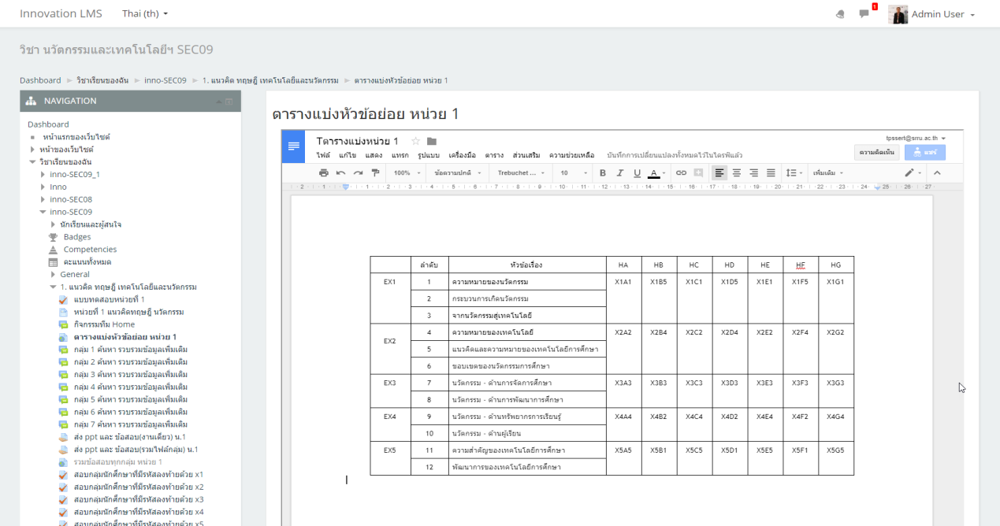 Innovation LMS Thai (th)
1
Admin User
วิชา นวัตกรรมและเทคโนโลยีฯ SEC09
Dashboard วิชาเรียนของฉัน inno-SEC09 1. แนวคิด ทฤษฎี เทคโนโลยีและนวัตกรรม ตารางแบ่งหัวข้อย่อย หน่วย 1
NAVIGATION
Dashboard
หน้าแรกของเว็บไซต์
หน้าของเว็บไซต์
วิชาเรียนของฉัน
inno-SEC09_1
Inno
inno-SEC08
inno-SEC09
นักเรียนและผู้สนใจ
Badges
Competencies
คะแนนทั้งหมด
General
1. แนวคิด ทฤษฎี เทคโนโลยีและนวัตกรรม
แบบทดสอบหน่วยที่ 1
หน่วยที่ 1 แนวคิดทฤษฎี นวัตกรรม
กิจกรรมทีม Home
ตารางแบ่งหัวข้อย่อย หน่วย 1
กลุ่ม 1 ค้นหา รวบรวมข้อมูลเพิ่มเติม
กลุ่ม 2 ค้นหา รวบรวมข้อมูลเพิ่มเติม
กลุ่ม 3 ค้นหา รวบรวมข้อมูลเพิ่มเติม
กลุ่ม 4 ค้นหา รวบรวมข้อมูลเพิ่มเติม
กลุ่ม 5 ค้นหา รวบรวมข้อมูลเพิ่มเติม
กลุ่ม 6 ค้นหา รวบรวมข้อมูลเพิ่มเติม
กลุ่ม 7 ค้นหา รวบรวมข้อมูลเพิ่มเติม
ส่ง ppt และ ข้อสอบ(งานเดี่ยว) น.1
ส่ง ppt และ ข้อสอบ(รวมไฟล์กลุ่ม) น.1
รวมข้อสอบทุกกลุ่ม หน่วย 1
สอบกลุ่มนักศึกษาที่มีรหัสลงท้ายด้วย x1
สอบกลุ่มนักศึกษาที่มีรหัสลงท้ายด้วย x2
สอบกลุ่มนักศึกษาที่มีรหัสลงท้ายด้วย x3
สอบกลุ่มนักศึกษาที่มีรหัสลงท้ายด้วย x4
สอบกลุ่มนักศึกษาที่มีรหัสลงท้ายด้วย x5
ตารางแบ่งหัวข้อย่อย หน่วย 1
Tตารางแบ่งหน่วย 1
tpssert@srru.ac.th
ไฟล์ แก้ไข แสดง แทรก รูปแบบ เครื่องมือ ตาราง ส่วนเสริม ความช่วยเหลือ บันทึกการเปลี่ยนแปลงทั้งหมดไว้ในไดรฟ์แล้ว
ความคิดเห็น แชร์
100% ข้อความปกติ Trebuchet ... 10 B I U A เพิ่มเติม
2 1 1 2 3 4 5 6 7 8 9 10 11 12 13 14 15 16 17 18 19 20 21 22 23 24 25 26 27
ลำดับ หัวข้อเรื่อง HA HB HC HD HE HF HG
EX1 1 ความหมายของนวัตกรรม X1A1 X1B5 X1C1 X1D5 X1E1 X1F5 X1G1
2 กระบวนการเกิดนวัตกรรม
3 จากนวัตกรรมสู่เทคโนโลยี
EX2 4 ความหมายของเทคโนโลยี X2A2 X2B4 X2C2 X2D4 X2E2 X2F4 X2G2
5 แนวคิดและความหมายของเทคโนโลยีการศึกษา
6 ขอบเขตของนวัตกรรมการศึกษา
EX3 7 นวัตกรรม - ด้านการจัดการศึกษา X3A3 X3B3 X3C3 X3D3 X3E3 X3F3 X3G3
8 นวัตกรรม - ด้านการพัฒนาการศึกษา
EX4 9 นวัตกรรม - ด้านทรัพยากรการเรียนรู้ X4A4 X4B2 X4C4 X4D2 X4E4 X4F2 X4G4
10 นวัตกรรม - ด้านผู้เรียน
EX5 11 ความสำคัญของเทคโนโลยีการศึกษา X5A5 X5B1 X5C5 X5D1 X5E5 X5F1 X5G5
12 พัฒนาการของเทคโนโลยีการศึกษา